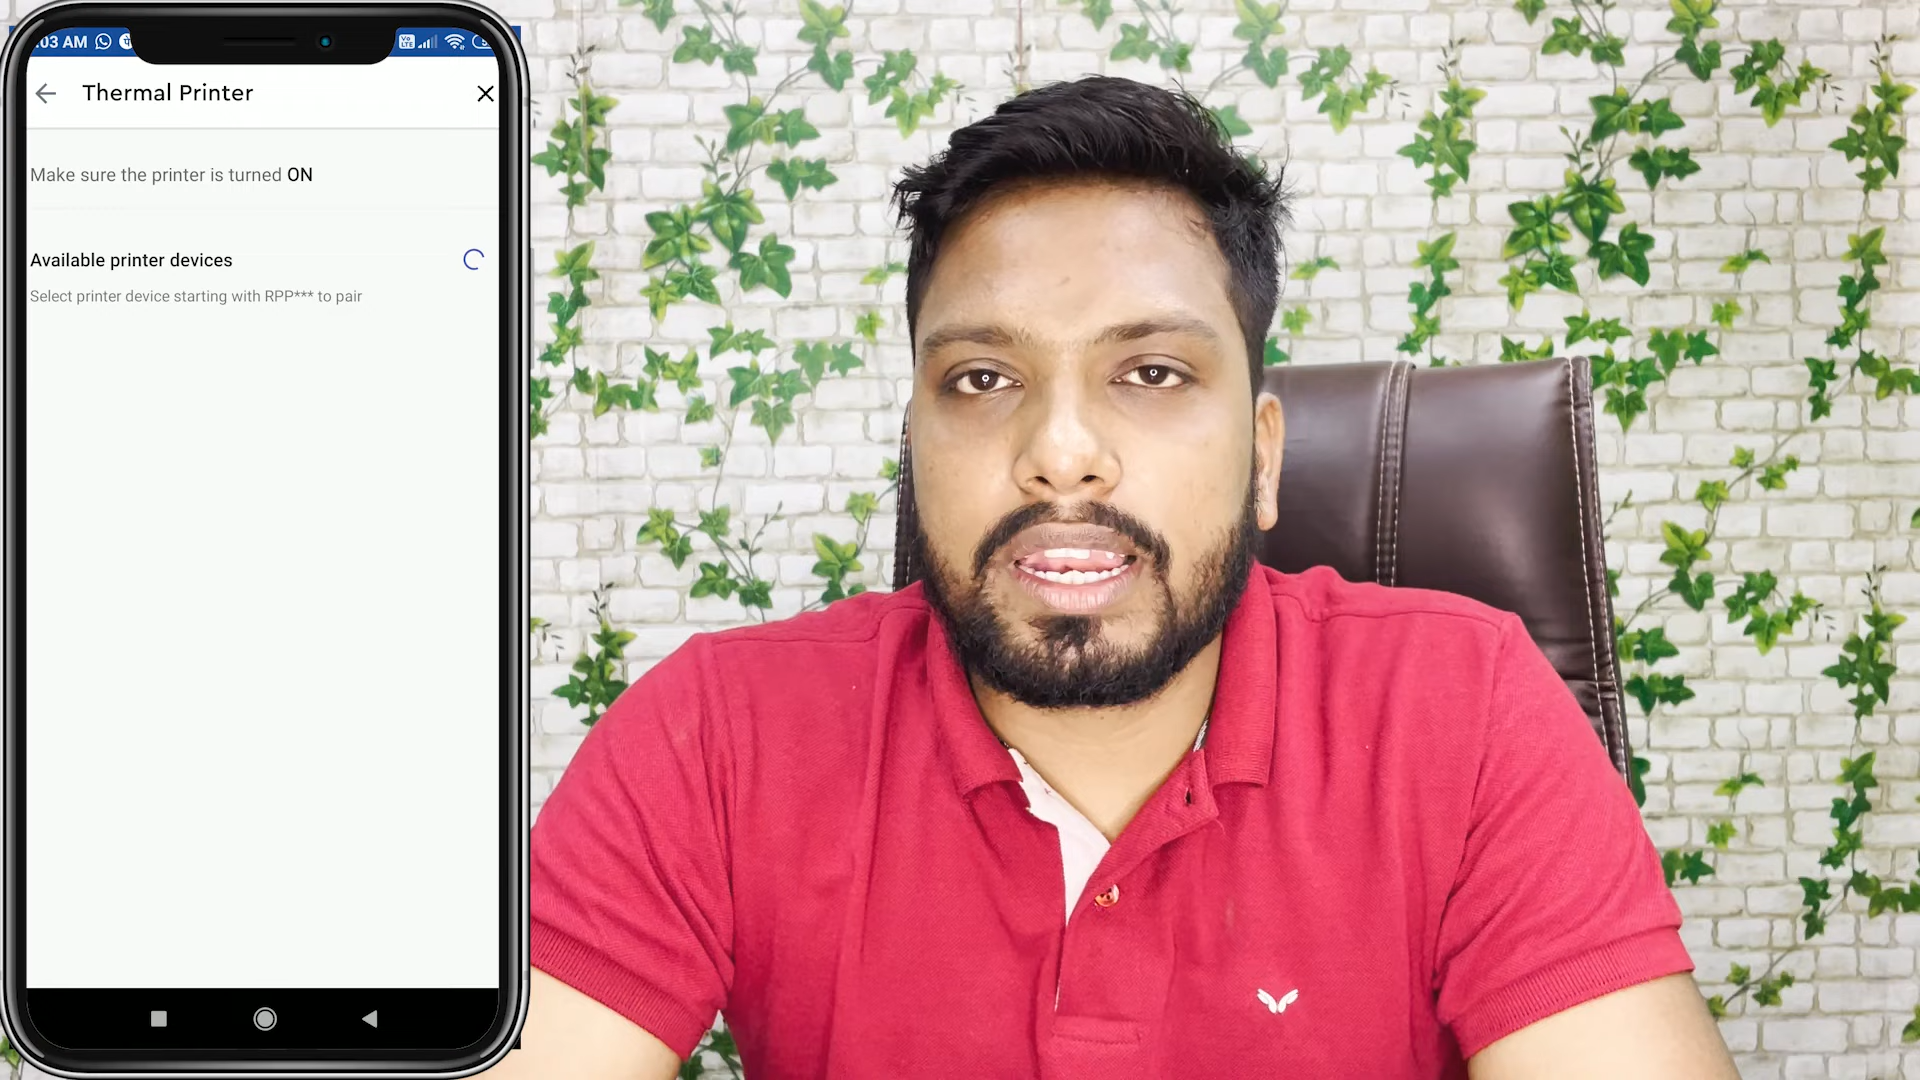 :03 AM
Thermal Printer
Make sure the printer is turned ON
Available printer devices
Select printer device starting with RPP*** to pair